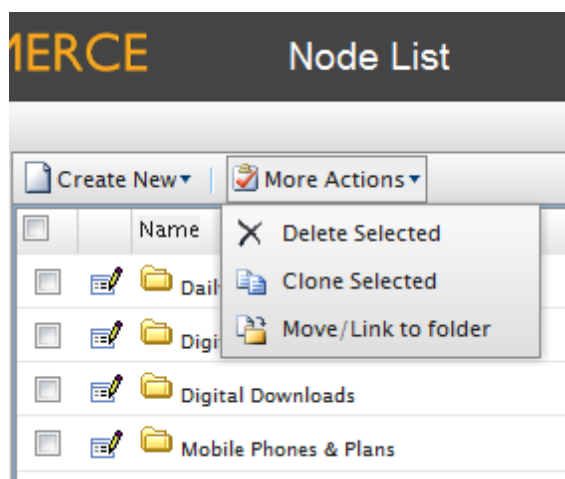 MERCE Node List
Create New More Actions
Name Delete Selected
Clone Selected
Move/Link to folder
Digital Downloads
Mobile Phones & Plans